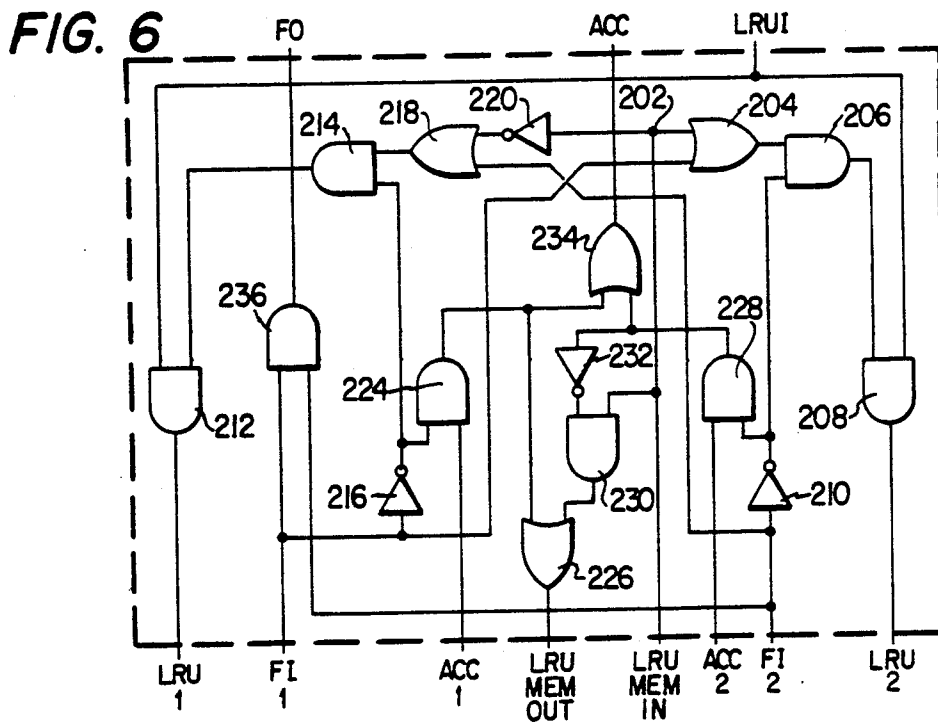 FIG. 6
FO
ACC
LRUI
220
202
204
206
218
214
234
236
232
228
224
212
208
216
230
210
226
LRU
1
FI
1
ACC
1
LRU
MEM
OUT
LRU
MEM
IN
ACC
2
FI
2
LRU
2